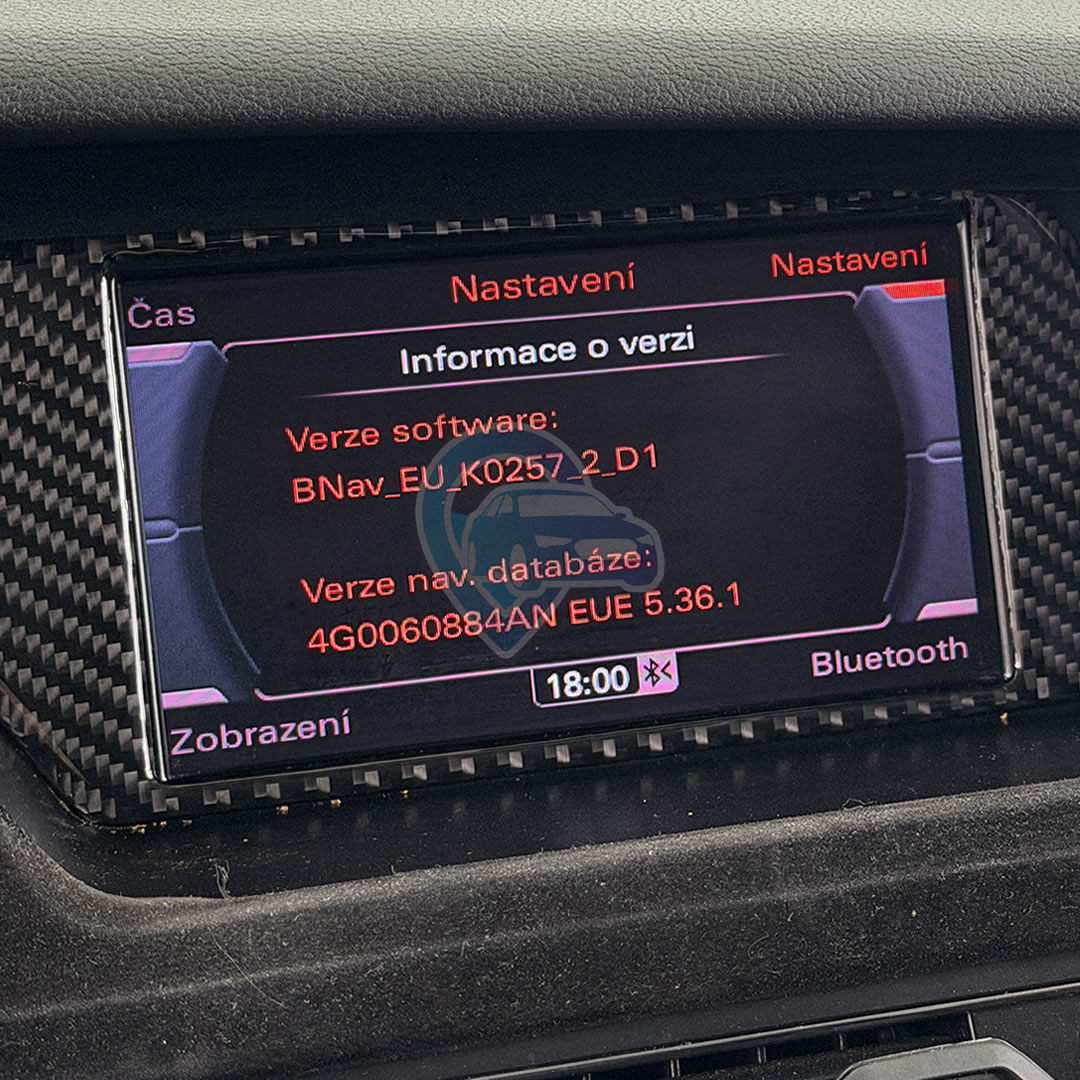 Čas
Nastavení
Nastavení
Informace o verzi
Verze software:
BNav_EU_K0257_2_D1
Verze nav. databáze:
4G0060884AN EUE 5.36.1
18:00
Zobrazení
Bluetooth